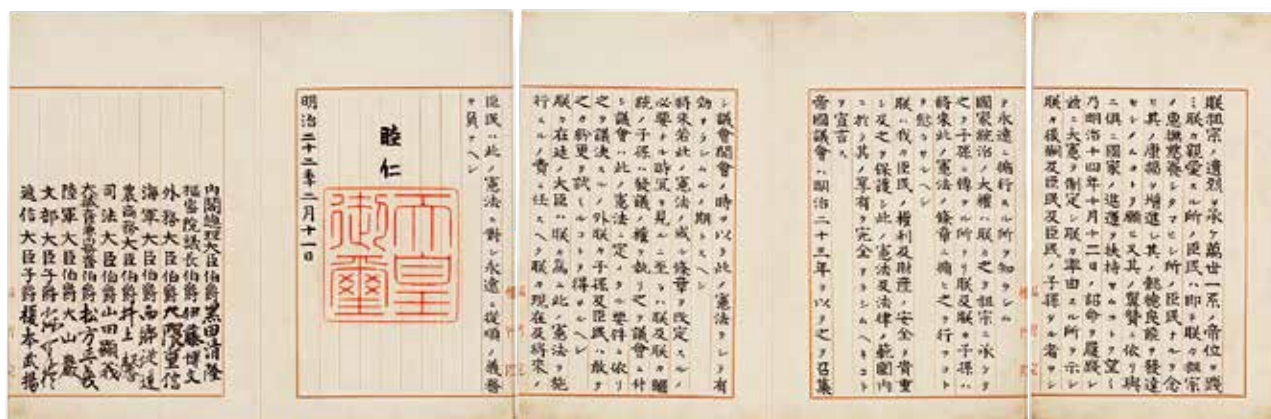 朕祖宗ノ遺烈ヲ承ケ萬世一系ノ帝位ヲ踐
ミ朕カ親愛スル所ノ臣民ハ卽チ朕カ祖宗
ノ惠撫慈養シタマヒシ所ノ臣民ナルヲ念
ヒ其ノ康福ヲ增進シ其ノ懿德良能ヲ發達
セシメムコトヲ願ヒ又其ノ翼贊ニ依リ與
ニ俱ニ國家ノ進運ヲ扶持セムコトヲ望ミ
乃明治十四年十月十二日ノ詔命ヲ履踐シ
茲ニ大憲ヲ制定シ朕カ率由スル所ヲ示シ
朕カ後嗣及臣民及臣民ノ子孫タル者ヲシ
テ永遠ニ循行スル所ヲ知ラシム
國家統治ノ大權ハ朕カ之ヲ祖宗ニ承ケテ
之ヲ子孫ニ傳フル所ナリ朕及朕カ子孫ハ
將來此ノ憲法ノ條章ニ循ヒ之ヲ行フコト
ヲ愆ラサルヘシ
朕ハ我カ臣民ノ權利及財產ノ安全ヲ貴重
シ及之ヲ保護シ此ノ憲法及法律ノ範圍內
ニ於テ其ノ享有ヲ完全ナラシムヘキコト
ヲ宣言ス
帝國議會ハ明治二十三年ヲ以テ之ヲ召集
シ議會開會ノ時ヲ以テ此ノ憲法ヲシテ有
効ナラシムルノ期トスヘシ
將來若此ノ憲法ノ或ル條章ヲ改定スルノ
必要ナル時宜ヲ見ルニ至ラハ朕及朕カ繼
統ノ子孫ハ發議ノ權ヲ執リ之ヲ議會ニ付
シ議會ハ此ノ憲法ニ定メタル要件ニ依リ
之ヲ議決スルノ外朕カ子孫及臣民ハ敢テ
之カ紛更ヲ試ミルコトヲ得サルヘシ
朕カ在廷ノ大臣ハ朕カ爲ニ此ノ憲法ヲ施
行スルノ責ニ任スヘク朕カ現在及將來ノ
臣民ハ此ノ憲法ニ對シ永遠ニ從順ノ義務
ヲ負フヘシ
睦仁
天皇御璽
明治二十二年二月十一日
內閣總理大臣伯爵黑田清隆
樞密院議長伯爵伊藤博文
外務大臣伯爵大隈重信
海軍大臣伯爵西鄕從道
農商務大臣伯爵井上馨
司法大臣伯爵山田顯義
大藏大臣兼內務大臣伯爵松方正義
陸軍大臣伯爵大山巖
文部大臣子爵
遞信大臣子爵榎本武揚